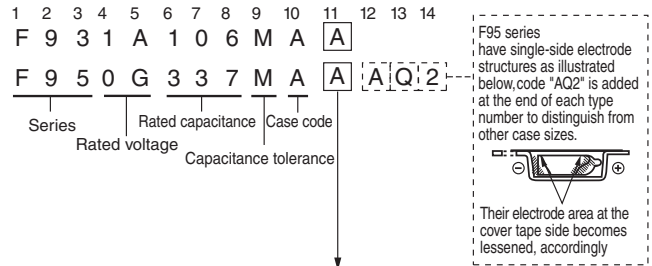 1 2 3 4 5 6 7 8 9 10 11 12 13 14
F 9 3 1 A 1 0 6 M A A
F 9 5 0 G 3 3 7 M A A A Q 2
Series
Rated voltage
Rated capacitance
Capacitance tolerance
Case code
F95 series
have single-side electrode
structures as illustrated
below,code "AQ2" is added
at the end of each type
number to distinguish from
other case sizes.
⊖ ⊕
Their electrode area at the
cover tape side becomes
lessened, accordingly